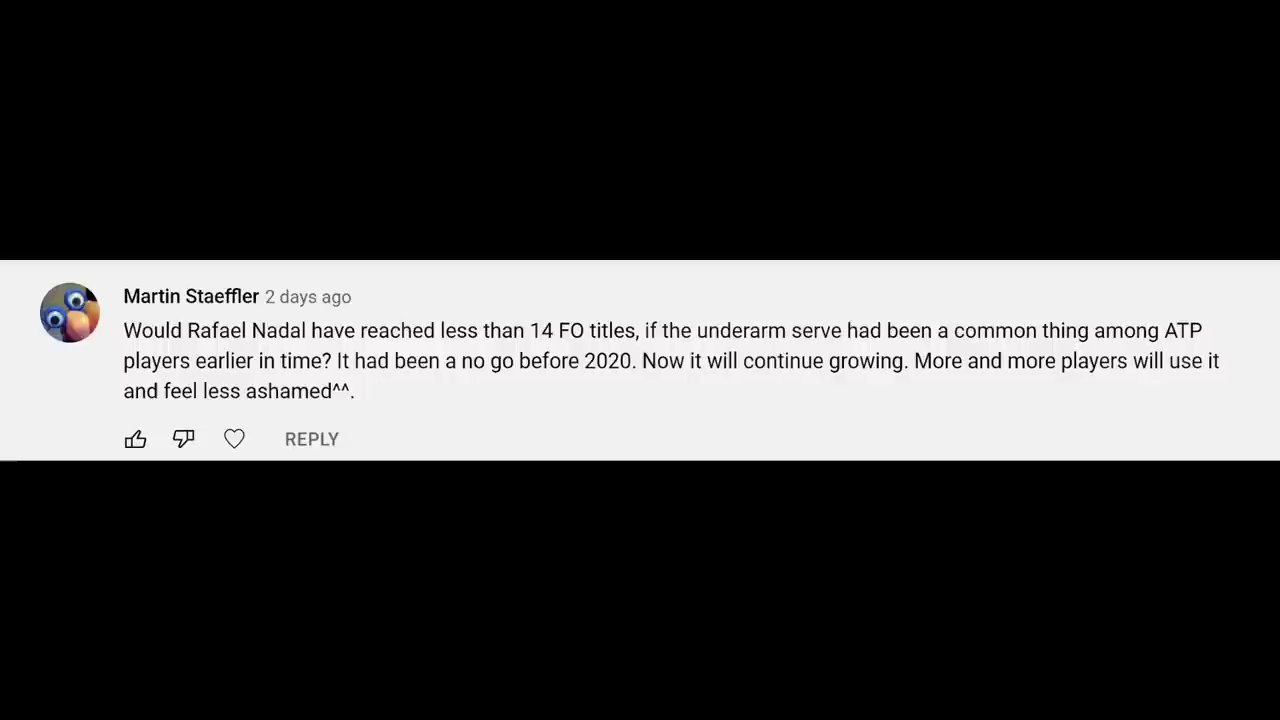 Martin Staeffler 2 days ago
Would Rafael Nadal have reached less than 14 FO titles, if the underarm serve had been a common thing among ATP
players earlier in time? It had been a no go before 2020. Now it will continue growing. More and more players will use it
and feel less ashamed^^.
REPLY